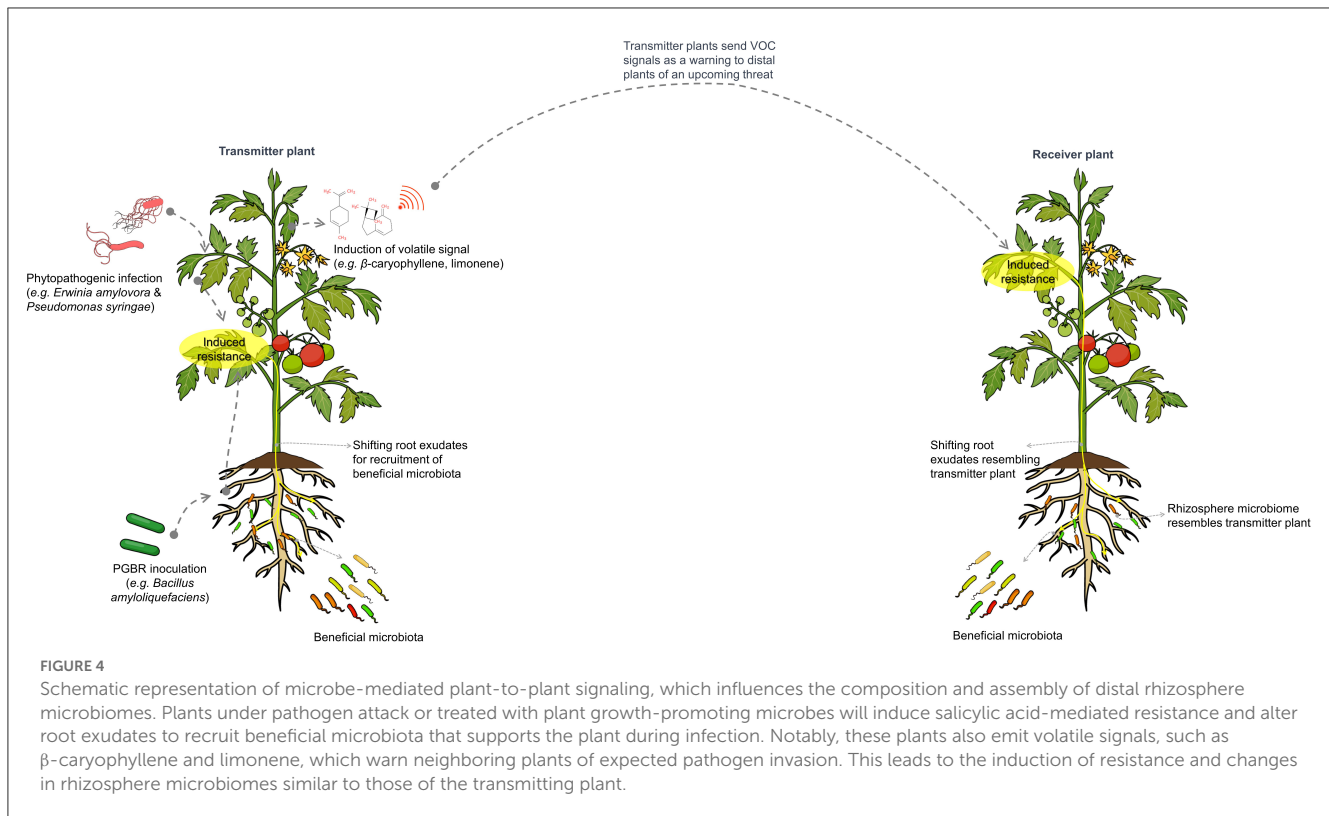 Transmitter plants send VOC
signals as a warning to distal
plants of an upcoming threat
Transmitter plant
Receiver plant
H₃C
CH₂
CH₃
H₃C
CH₃
CH₂
CH₃
Induction of volatile signal
(e.g. β-caryophyllene, limonene)
Phytopathogenic infection
(e.g. Erwinia amylovora &
Pseudomonas syringae)
Induced
resistance
Induced
resistance
Shifting root exudates
for recruitment of
beneficial microbiota
Shifting root
exudates resembling
transmitter plant
Rhizosphere microbiome
resembles transmitter plant
PGBR inoculation
(e.g. Bacillus
amyloliquefaciens)
Beneficial microbiota
Beneficial microbiota
FIGURE 4
Schematic representation of microbe-mediated plant-to-plant signaling, which influences the composition and assembly of distal rhizosphere
microbiomes. Plants under pathogen attack or treated with plant growth-promoting microbes will induce salicylic acid-mediated resistance and alter
root exudates to recruit beneficial microbiota that supports the plant during infection. Notably, these plants also emit volatile signals, such as
β-caryophyllene and limonene, which warn neighboring plants of expected pathogen invasion. This leads to the induction of resistance and changes
in rhizosphere microbiomes similar to those of the transmitting plant.